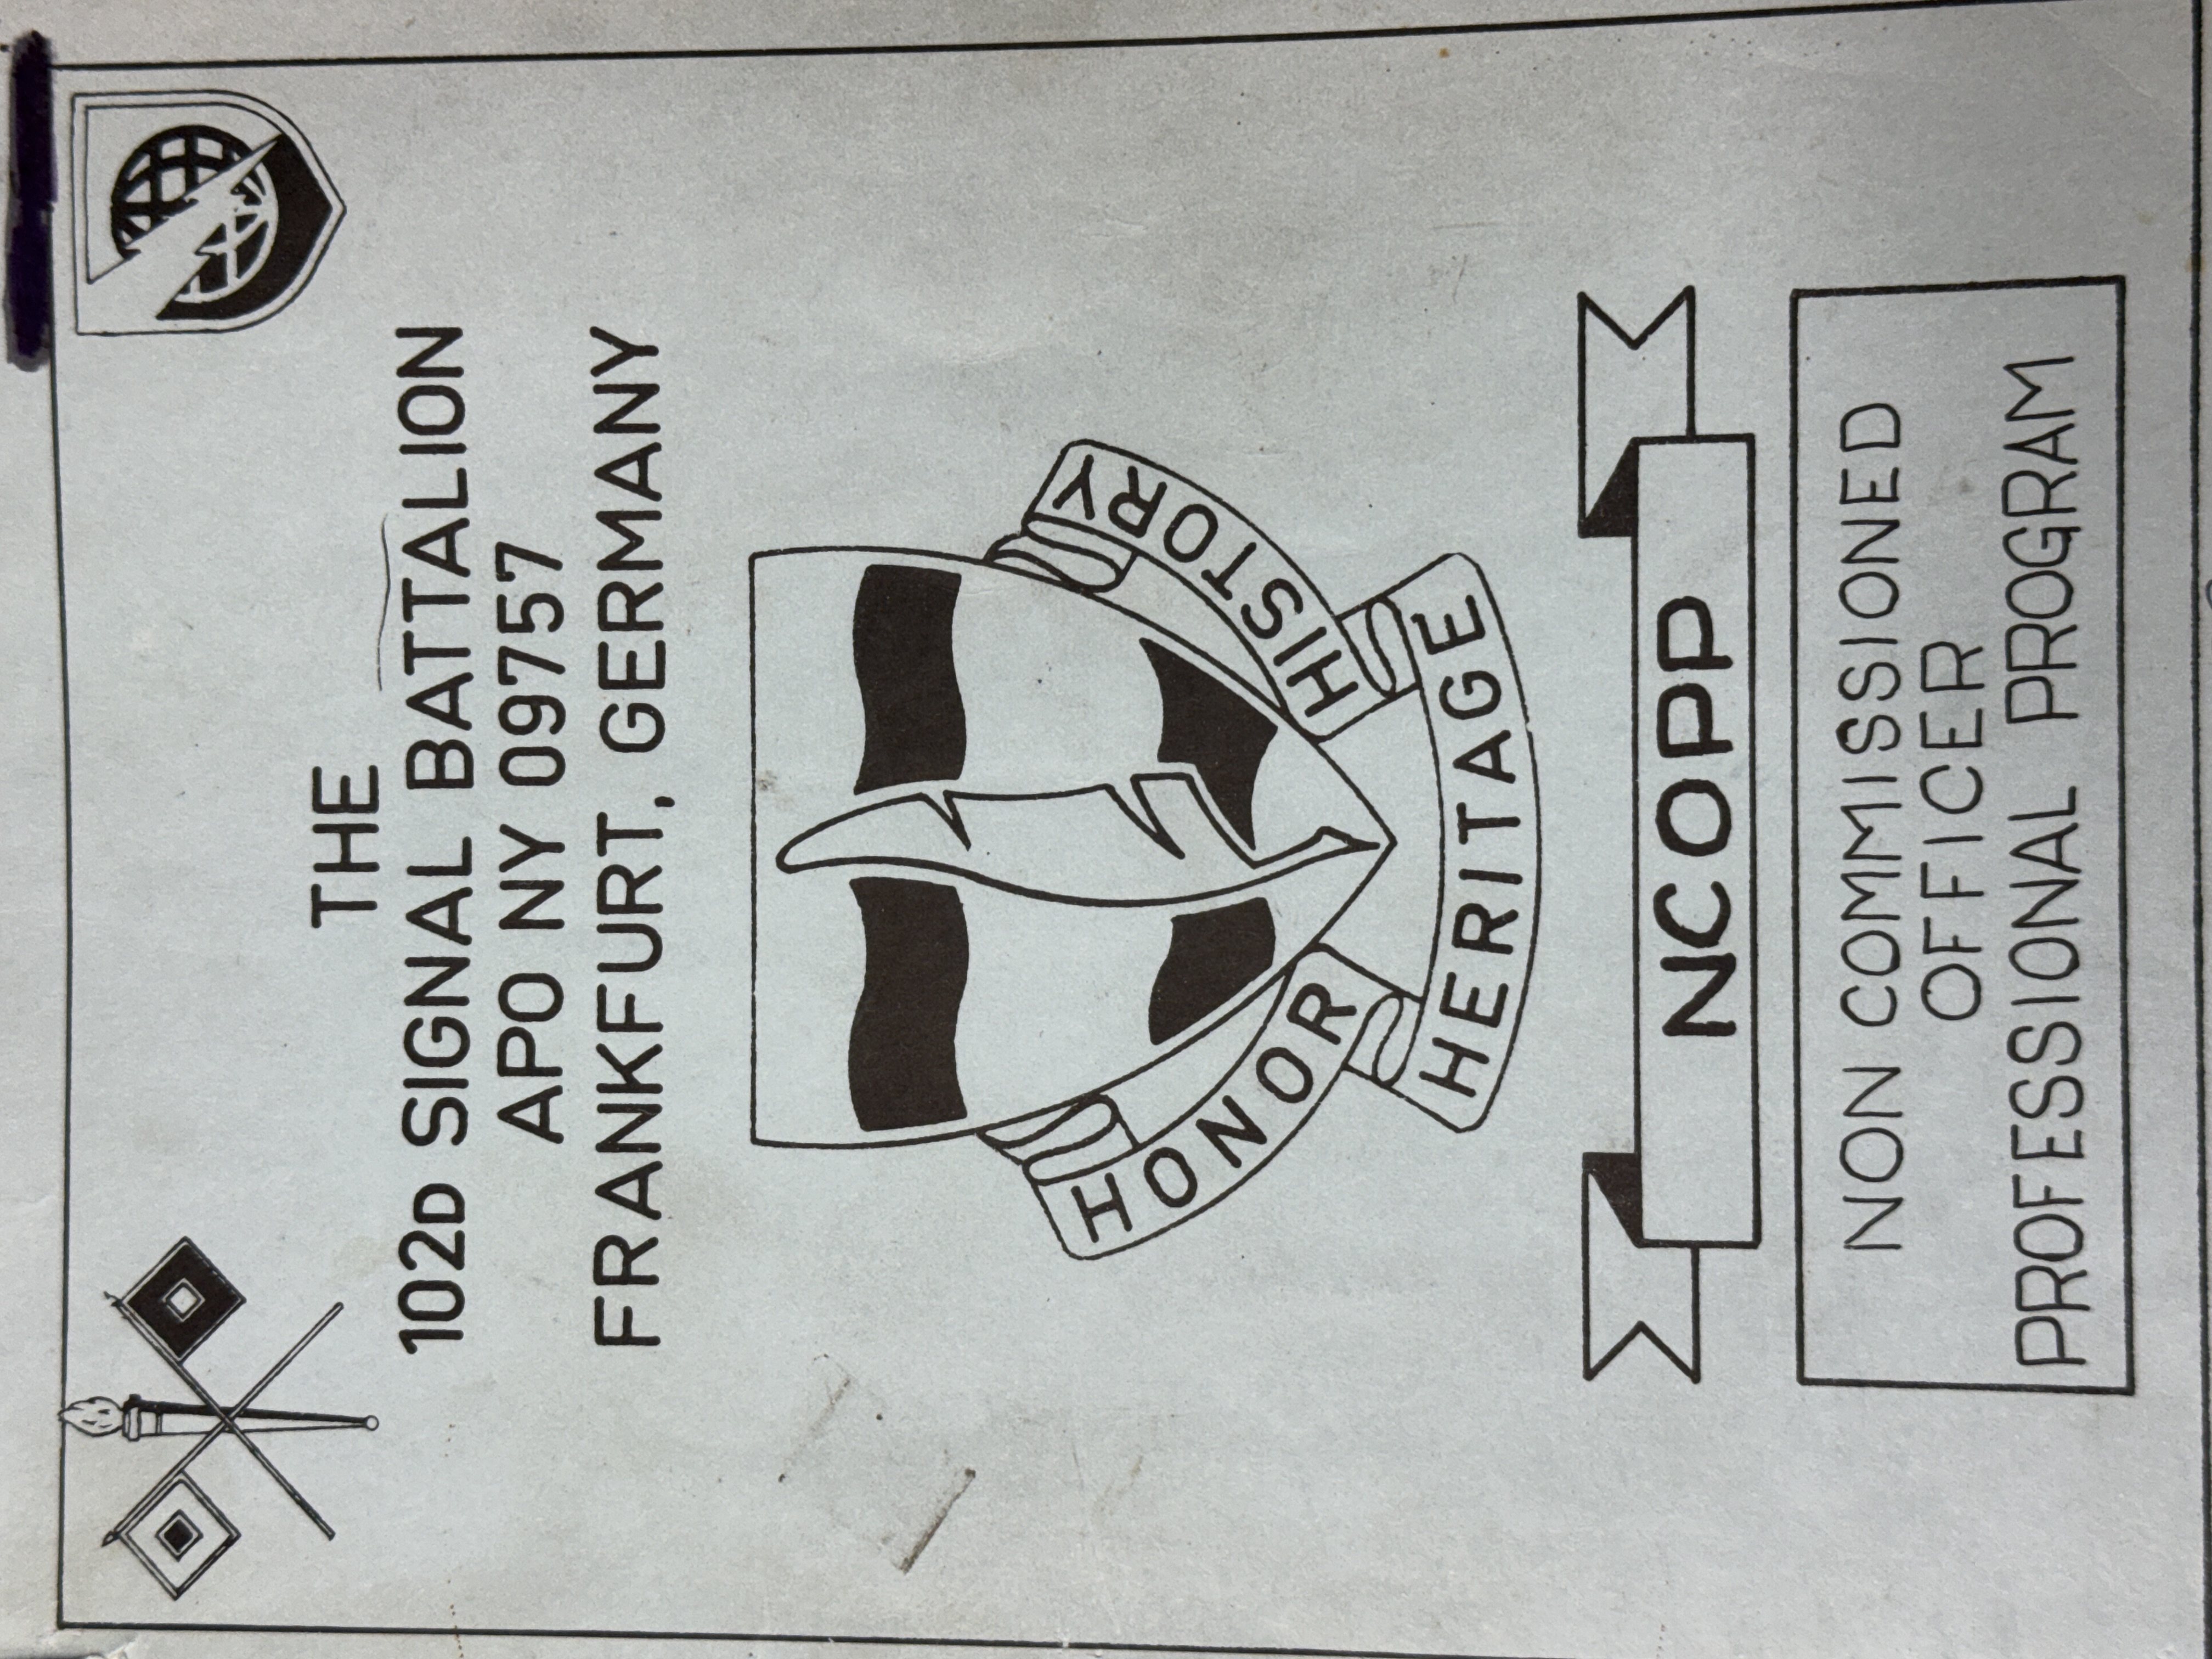 THE
102D SIGNAL BATTALION
APO NY 09757
FRANKFURT, GERMANY
HONOR
HERITAGE
HISTORY
NCOPP
NON COMMISSIONED
OFFICER
PROFESSIONAL PROGRAM